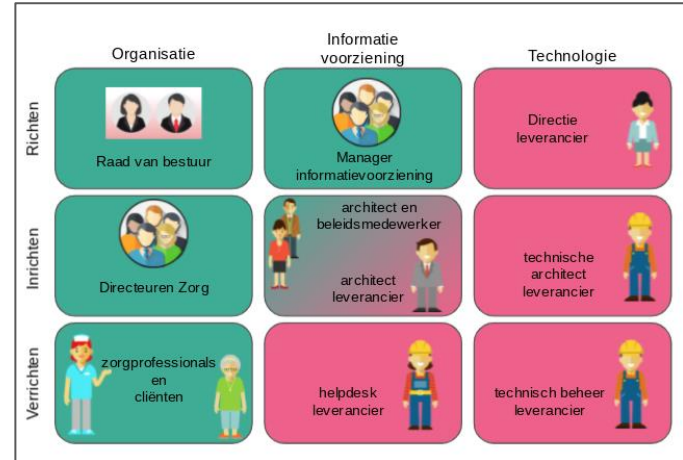 Organisatie
Informatie
voorziening
Technologie
Richten
Raad van bestuur
Manager
informatievoorziening
Directie
leverancier
Inrichten
Directeuren Zorg
architect en
beleidsmedewerker
architect
leverancier
technische
architect
leverancier
Verrichten
zorgprofessionals
en
cliënten
helpdesk
leverancier
technisch beheer
leverancier